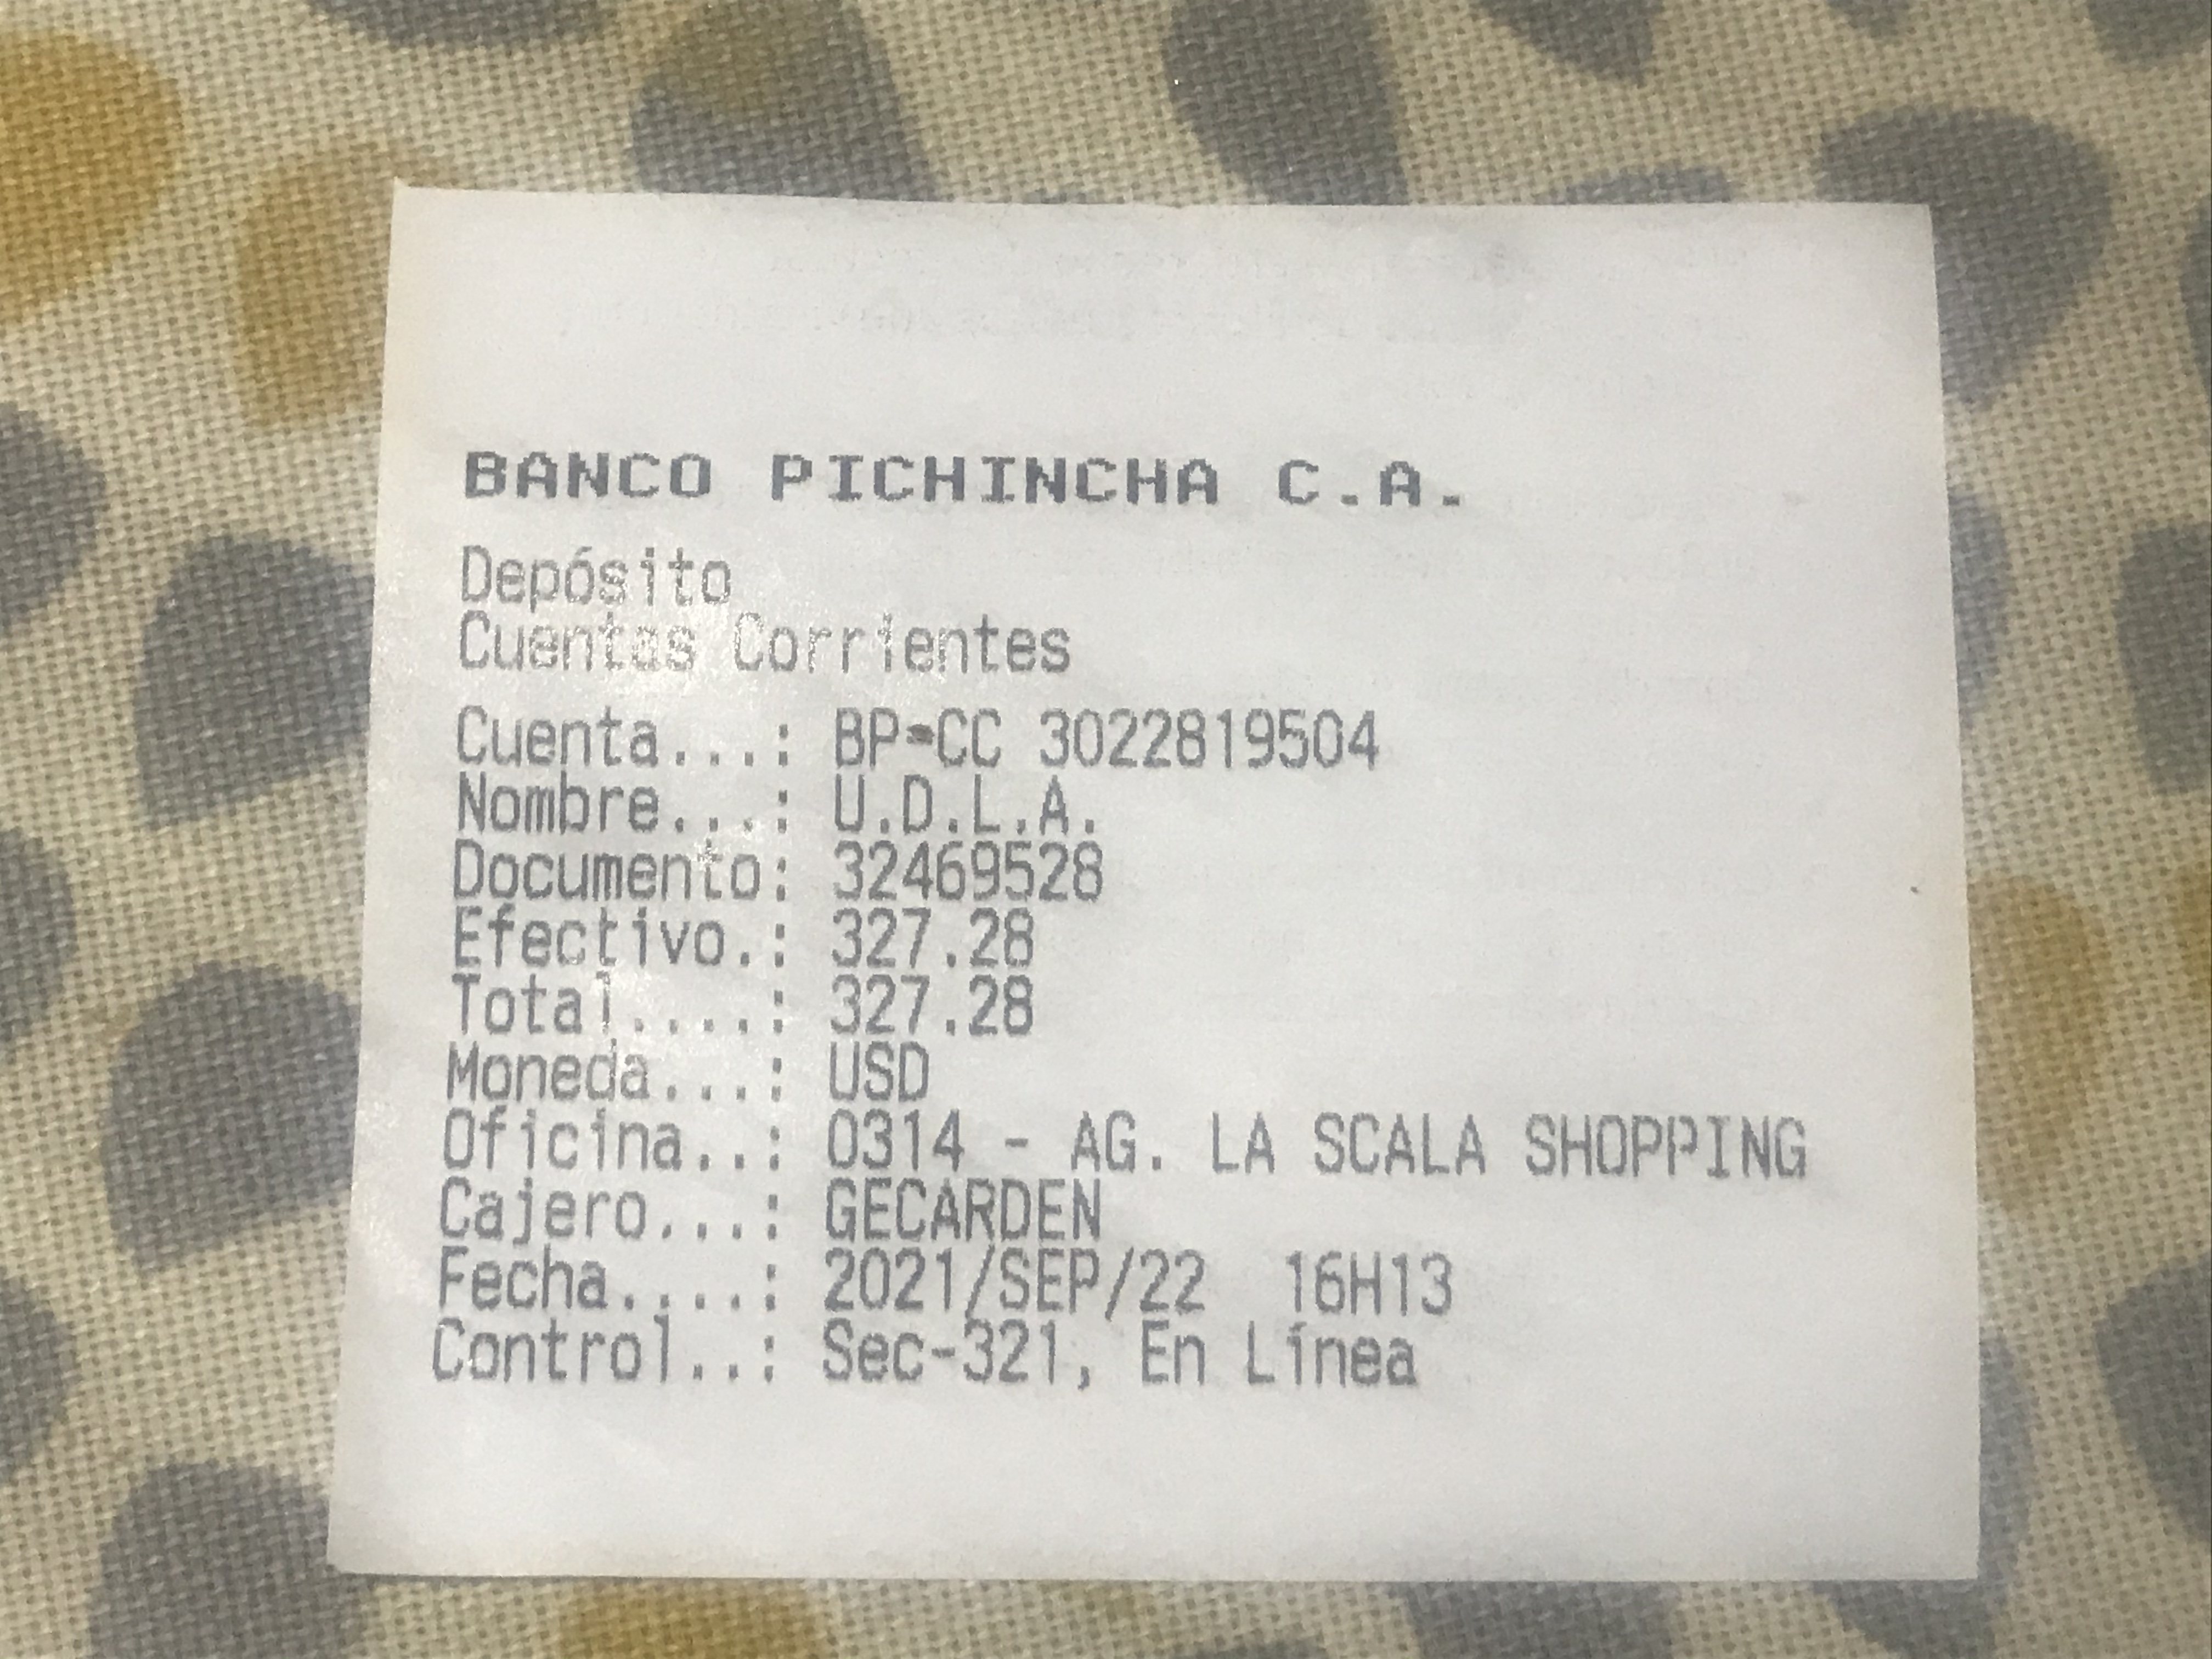 BANCO PICHINCHA C.A.
Depósito
Cuentas Corrientes
Cuenta...: BP-CC 3022819504
Nombre...: U.D.L.A.
Documento: 32469528
Efectivo.: 327.28
Total....: 327.28
Moneda...: USD
Oficina..: 0314 - AG. LA SCALA SHOPPING
Cajero...: GECARDEN
Fecha....: 2021/SEP/22  16H13
Control..: Sec-321, En Línea